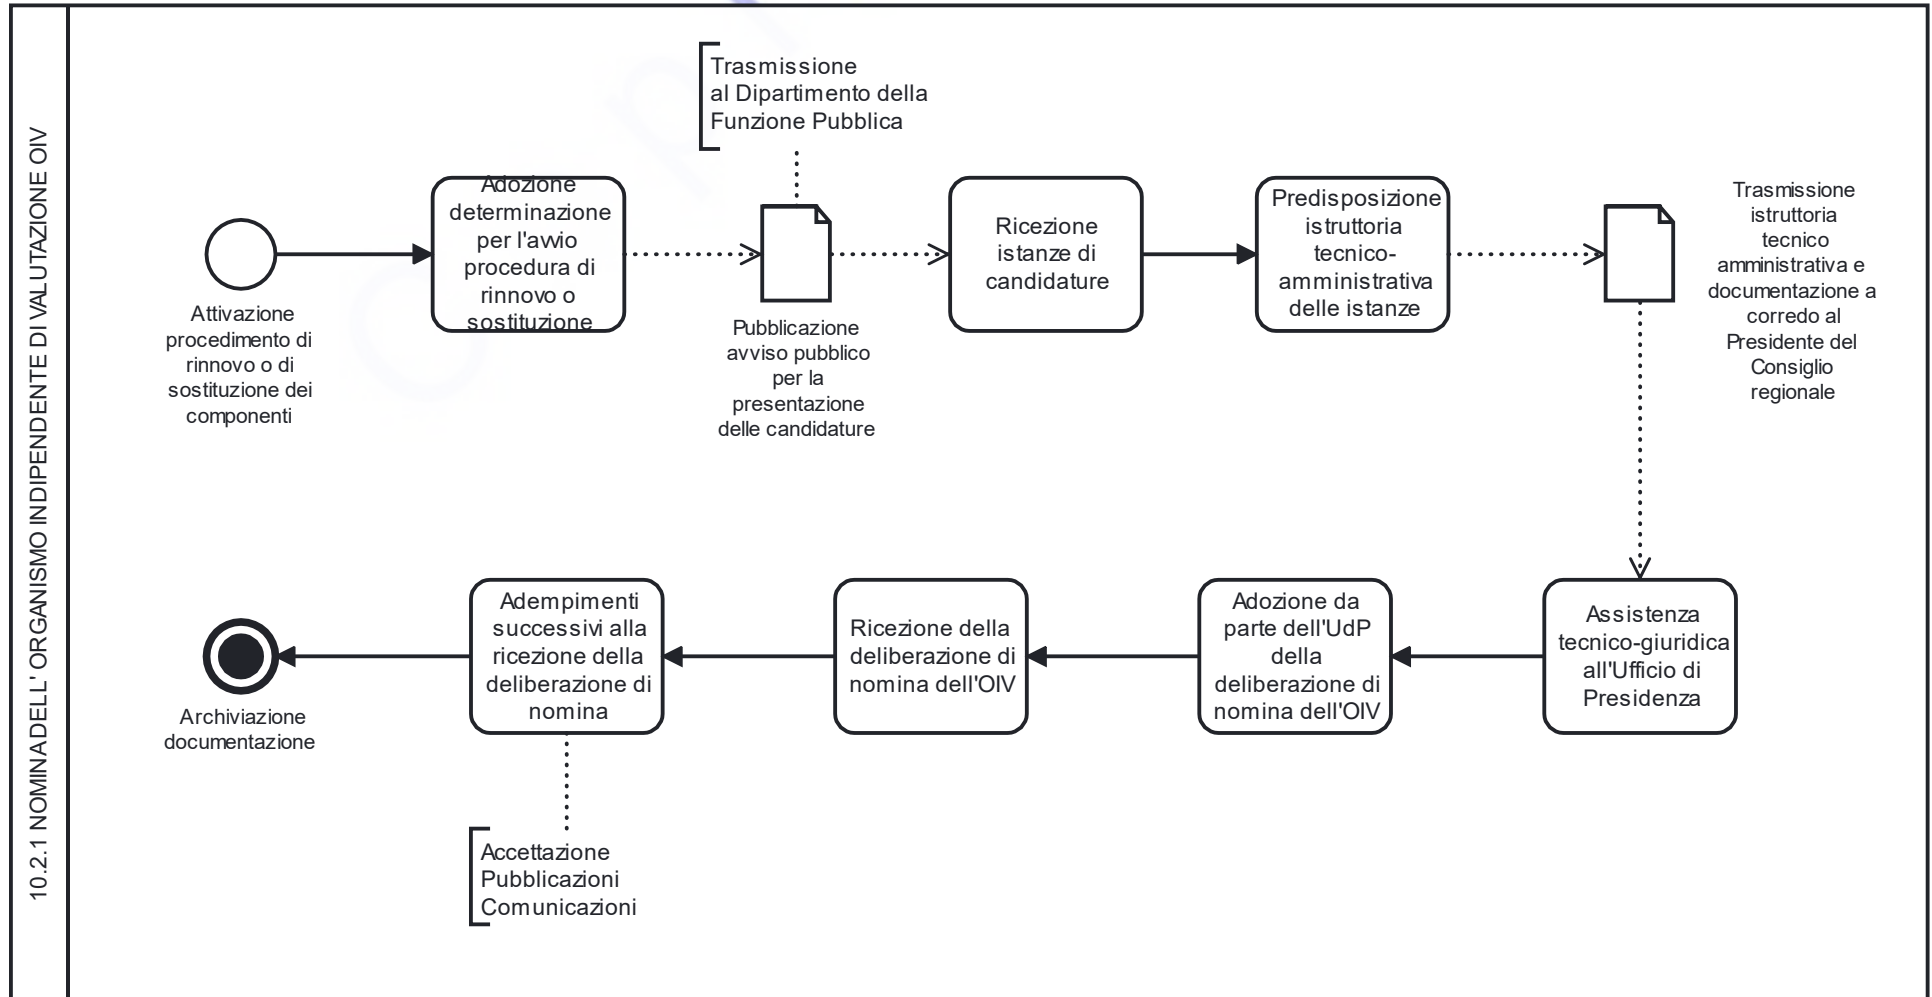 10.2.1 NOMINA DELL' ORGANISMO INDIPENDENTE DI VALUTAZIONE OIV
Trasmissione
al Dipartimento della
Funzione Pubblica
Attivazione
procedimento di
rinnovo o di
sostituzione dei
componenti
Adozione
determinazione
per l'avvio
procedura di
rinnovo o
sostituzione
Pubblicazione
avviso pubblico
per la
presentazione
delle candidature
Ricezione
istanze di
candidature
Predisposizione
istruttoria
tecnico-
amministrativa
delle istanze
Trasmissione
istruttoria
tecnico
amministrativa e
documentazione a
corredo al
Presidente del
Consiglio
regionale
Assistenza
tecnico-giuridica
all'Ufficio di
Presidenza
Adozione da
parte dell'UdP
della
deliberazione di
nomina dell'OIV
Ricezione della
deliberazione di
nomina dell'OIV
Adempimenti
successivi alla
ricezione della
deliberazione di
nomina
Archiviazione
documentazione
Accettazione
Pubblicazioni
Comunicazioni